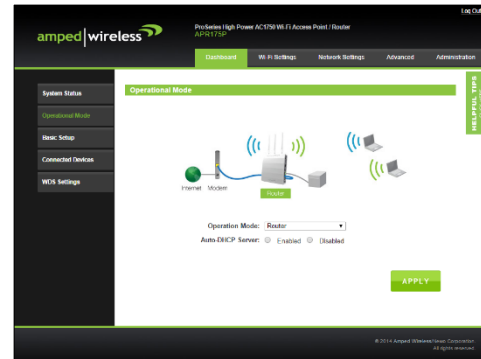 Log Out
amped wireless
ProSeries High Power AC1750 Wi-Fi Access Point / Router
APR175P
Dashboard Wi-Fi Settings Network Settings Advanced Administration
HELPFUL TIPS
System Status
Operational Mode
Operational Mode
Basic Setup
Connected Devices
WDS Settings
Internet Modem
Router
Operation Mode: Router
Auto-DHCP Server: Enabled Disabled
APPLY
© 2014 Amped Wireless/Newo Corporation
All rights reserved